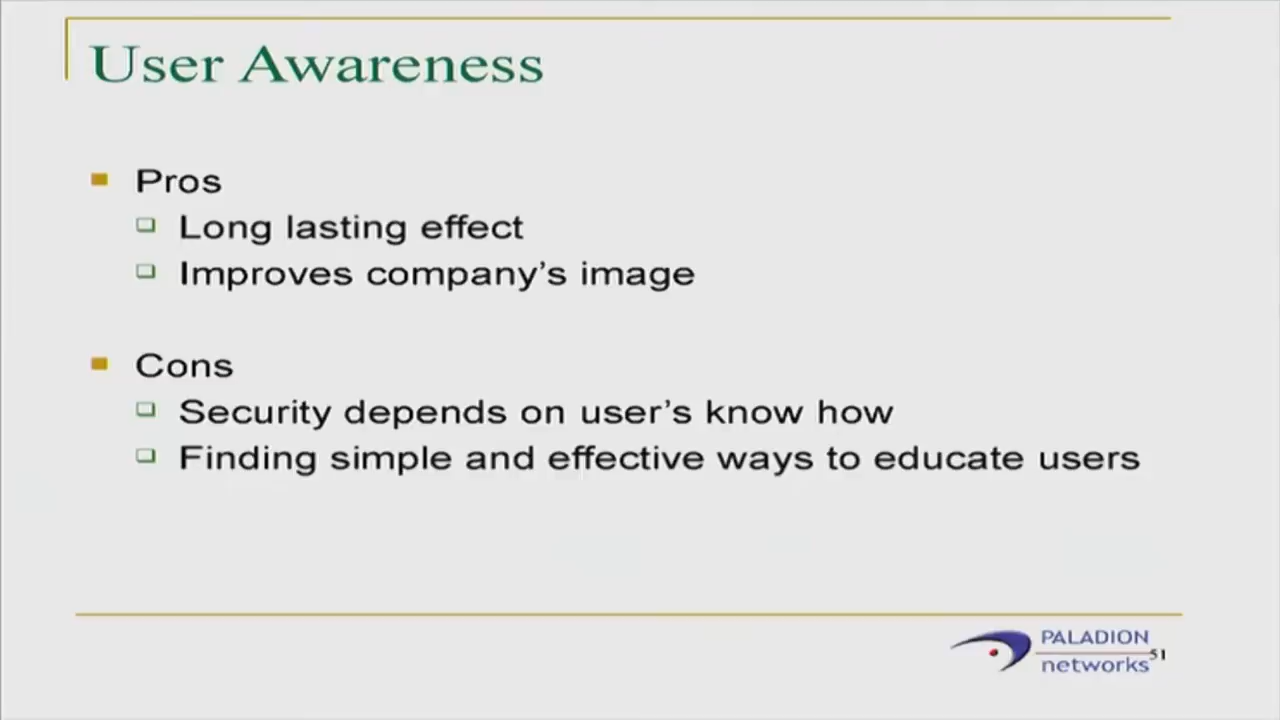 User Awareness
Pros
Long lasting effect
Improves company's image
Cons
Security depends on user's know how
Finding simple and effective ways to educate users
PALADION
networks
51